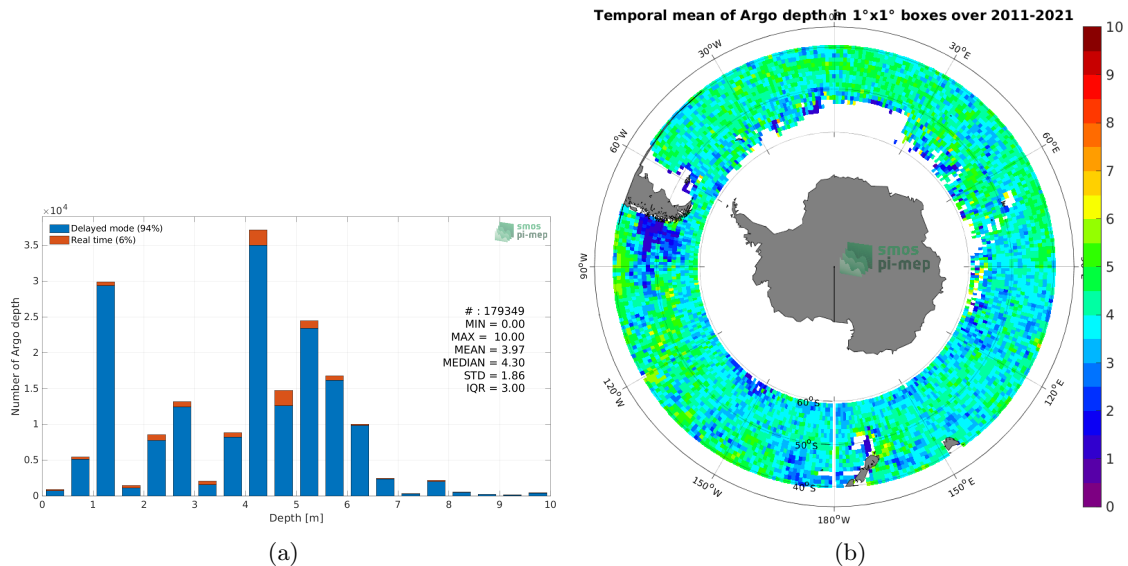 ×10⁴
3.5
3
2.5
2
1.5
1
0.5
0
Number of Argo depth
Delayed mode (94%)
Real time (6%)
smos
pi-mep
# : 179349
MIN = 0.00
MAX = 10.00
MEAN = 3.97
MEDIAN = 4.30
STD = 1.86
IQR = 3.00
0 1 2 3 4 5 6 7 8 9 10
Depth [m]
(a)
Temporal mean of Argo depth in 1°x1° boxes over 2011-2021
30°W
30°E
60°W
60°E
90°W
120°W
120°E
150°W
150°E
180°W
60°S
50°S
40°S
smos
pi-mep
10
9
8
7
6
5
4
3
2
1
0
(b)